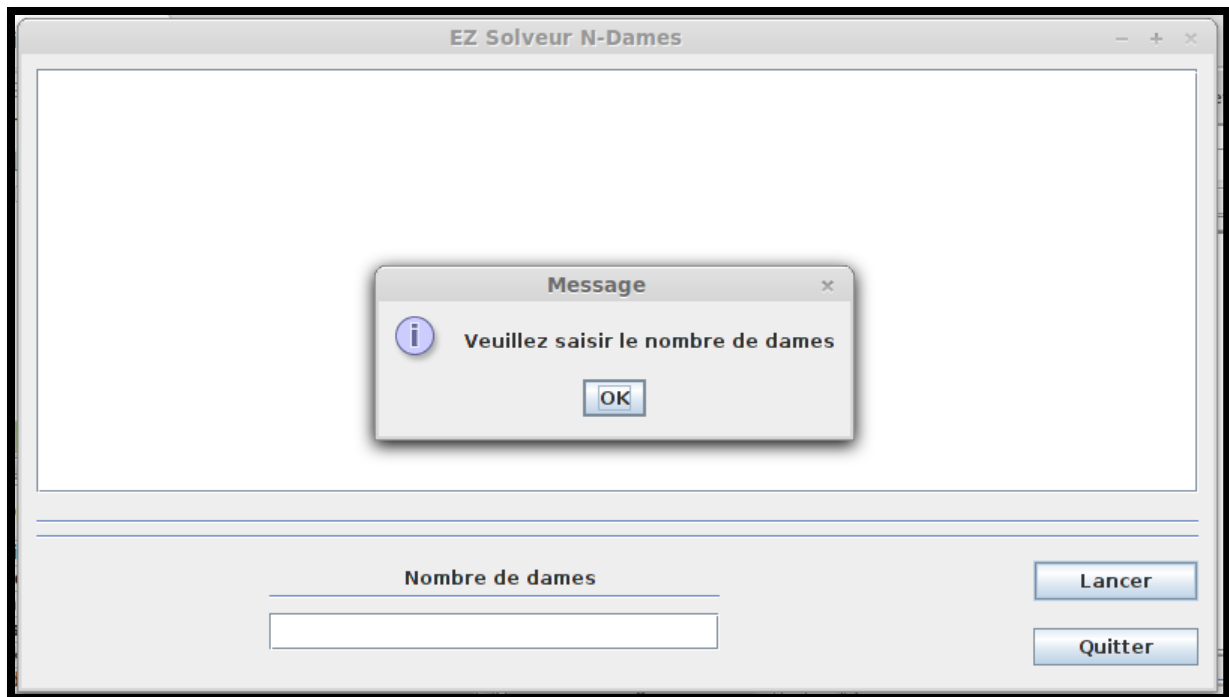 EZ Solveur N-Dames
Message
Veuillez saisir le nombre de dames
OK
Nombre de dames
Lancer
Quitter